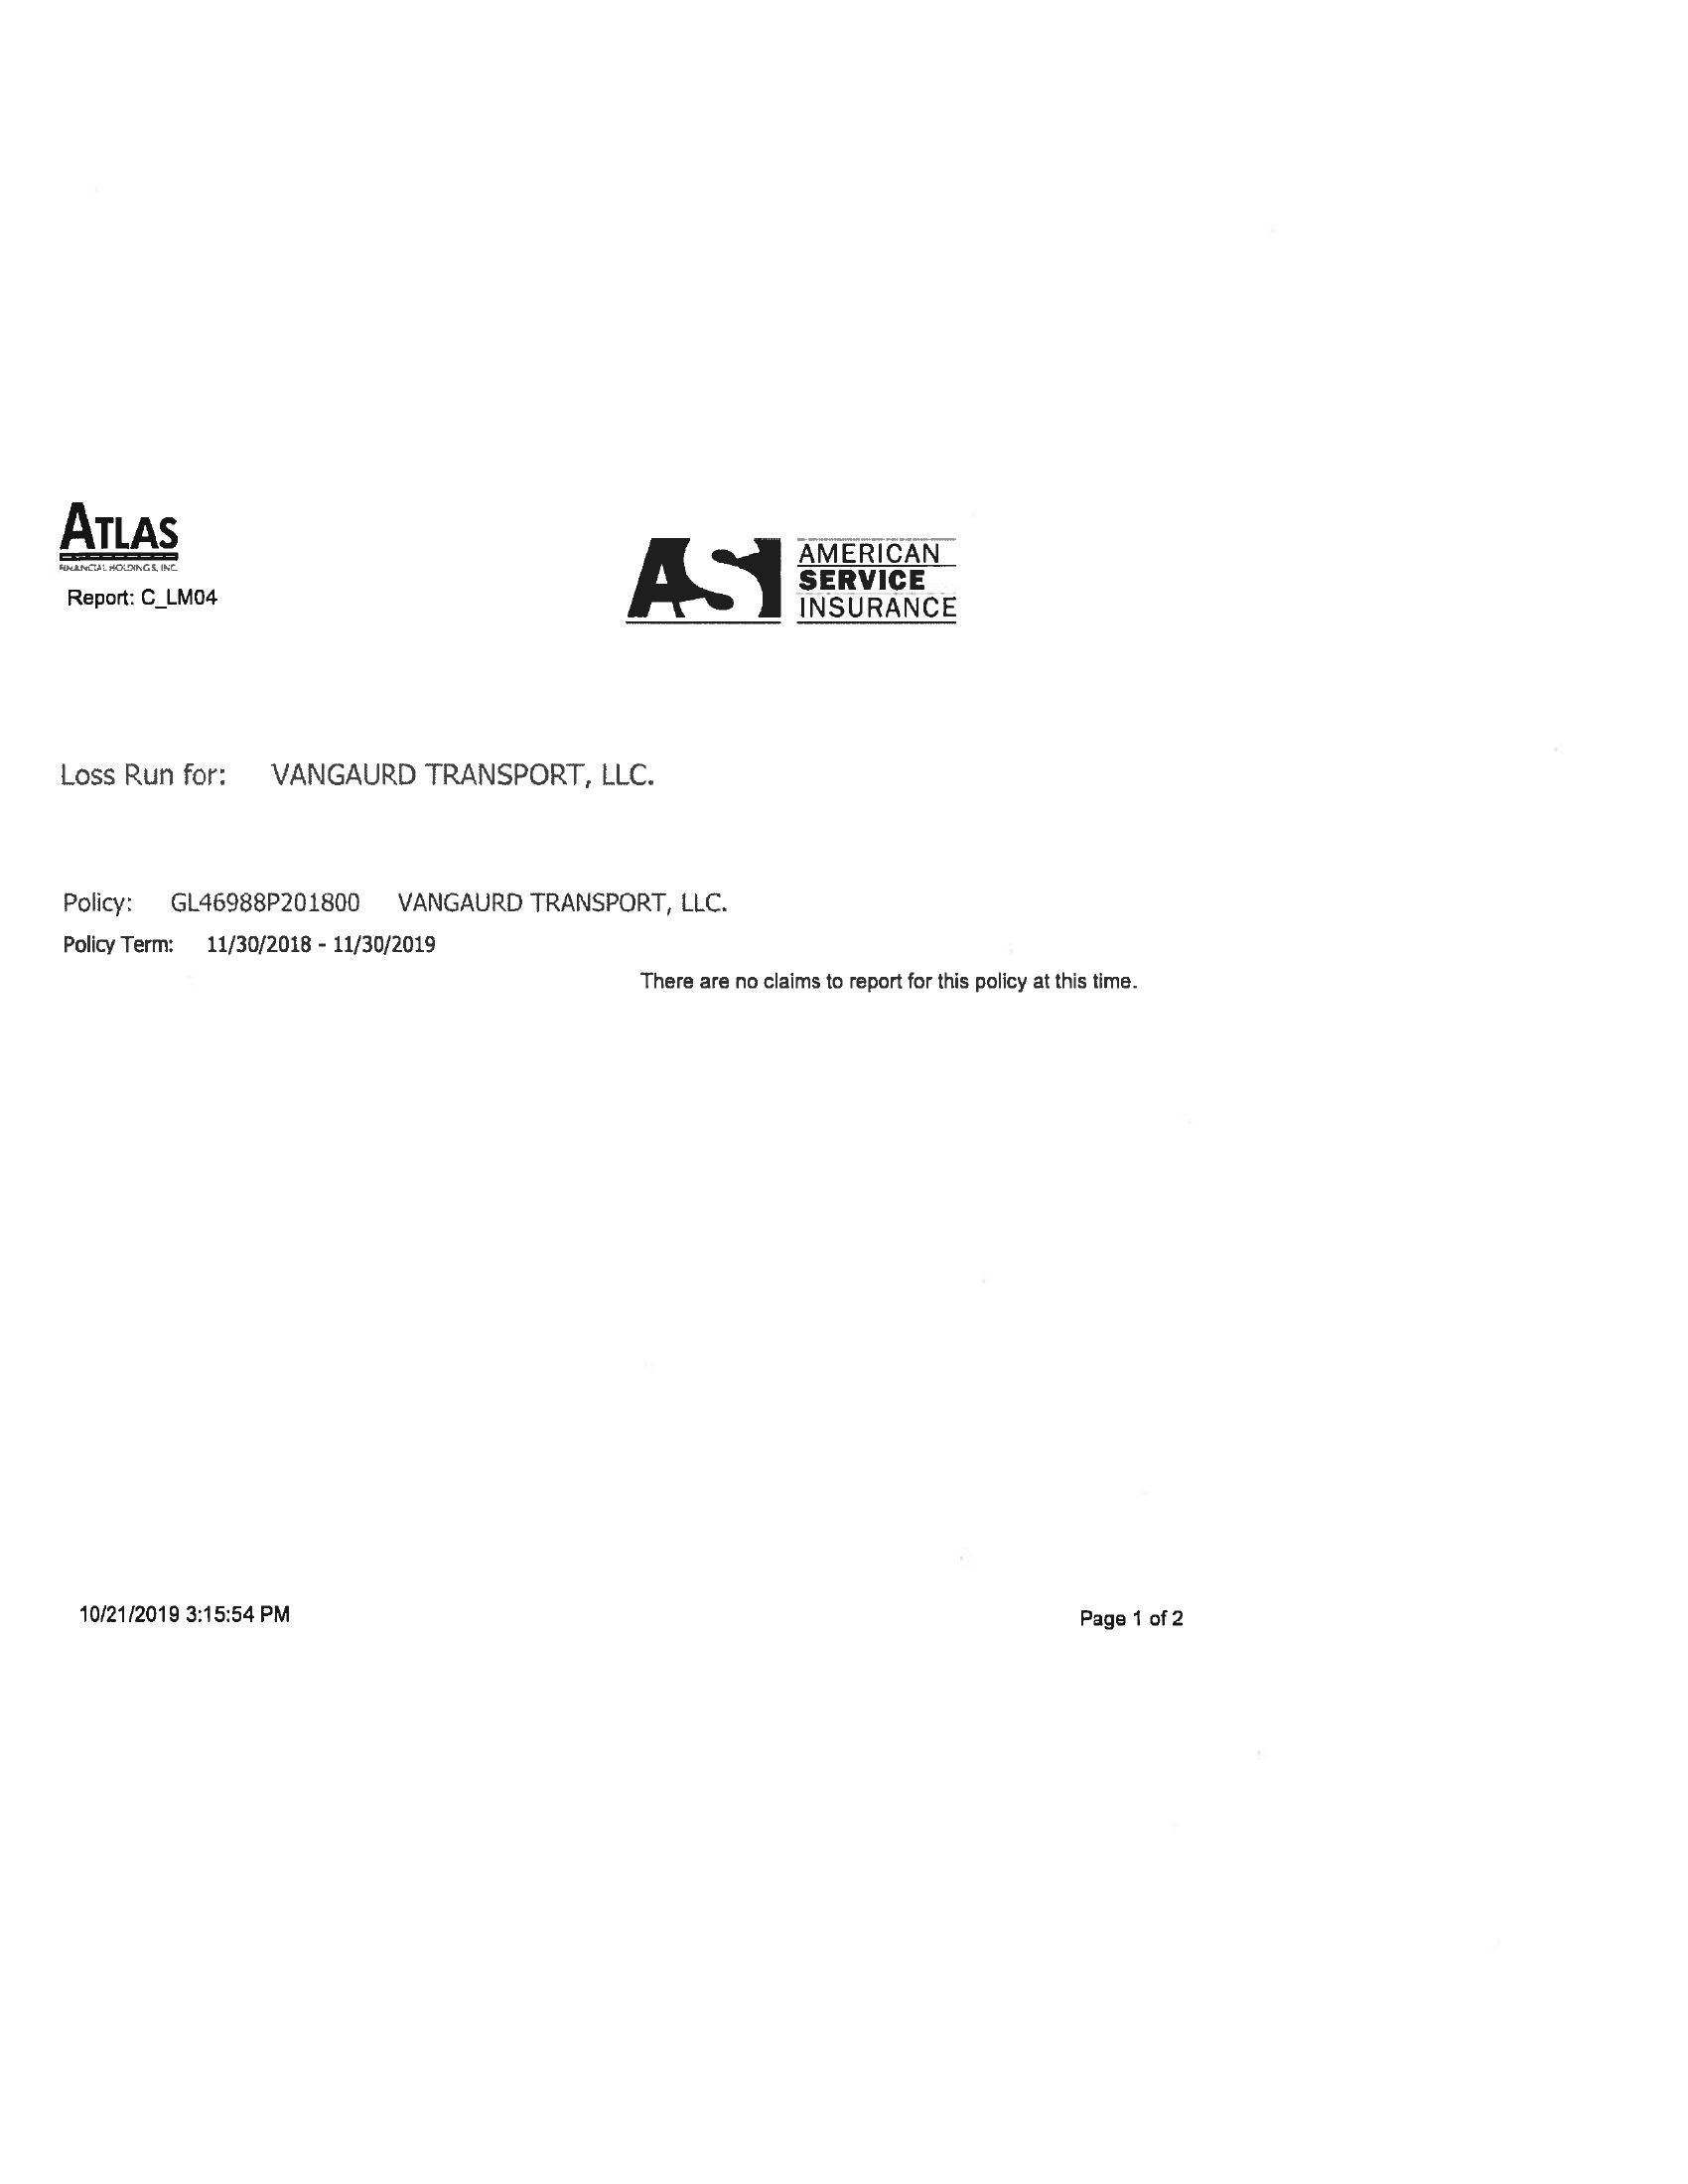 ATLAS
FINANCIAL HOLDINGS, INC.
Report: C_LM04
ASI
AMERICAN
SERVICE
INSURANCE
Loss Run for: VANGAURD TRANSPORT, LLC.
Policy: GL46988P201800 VANGAURD TRANSPORT, LLC.
Policy Term: 11/30/2018 - 11/30/2019
There are no claims to report for this policy at this time.
10/21/2019 3:15:54 PM
Page 1 of 2